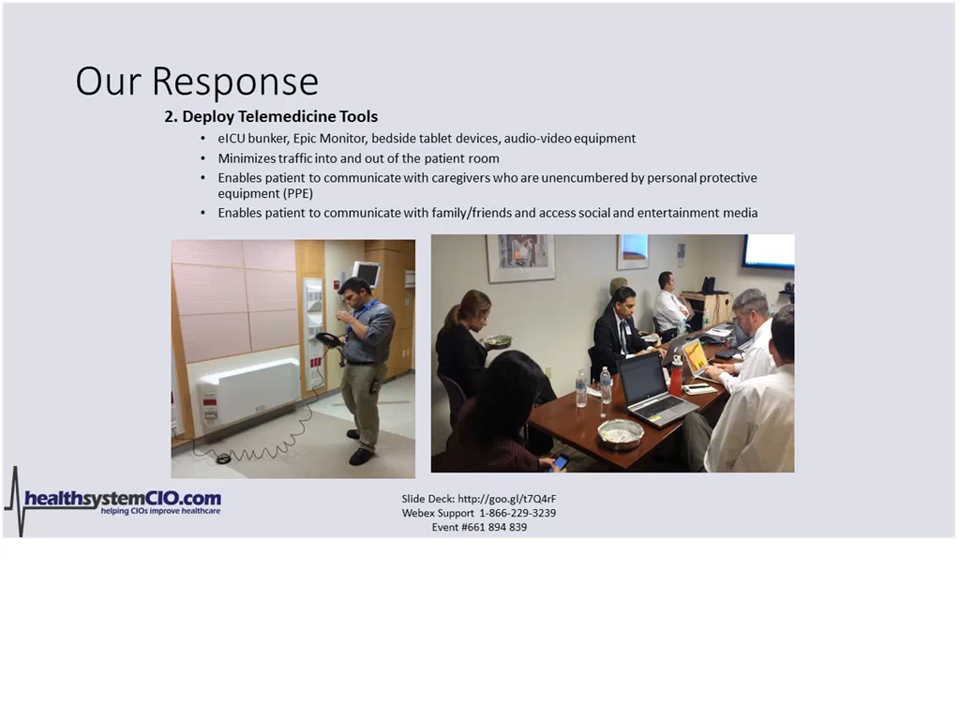 Our Response
2. Deploy Telemedicine Tools
• eICU bunker, Epic Monitor, bedside tablet devices, audio-video equipment
• Minimizes traffic into and out of the patient room
• Enables patient to communicate with caregivers who are unencumbered by personal protective
equipment (PPE)
• Enables patient to communicate with family/friends and access social and entertainment media
healthsystemCIO.com
helping CIOs improve healthcare
Slide Deck: http://goo.gl/t7Q4rF
Webex Support 1-866-229-3239
Event #661 894 839